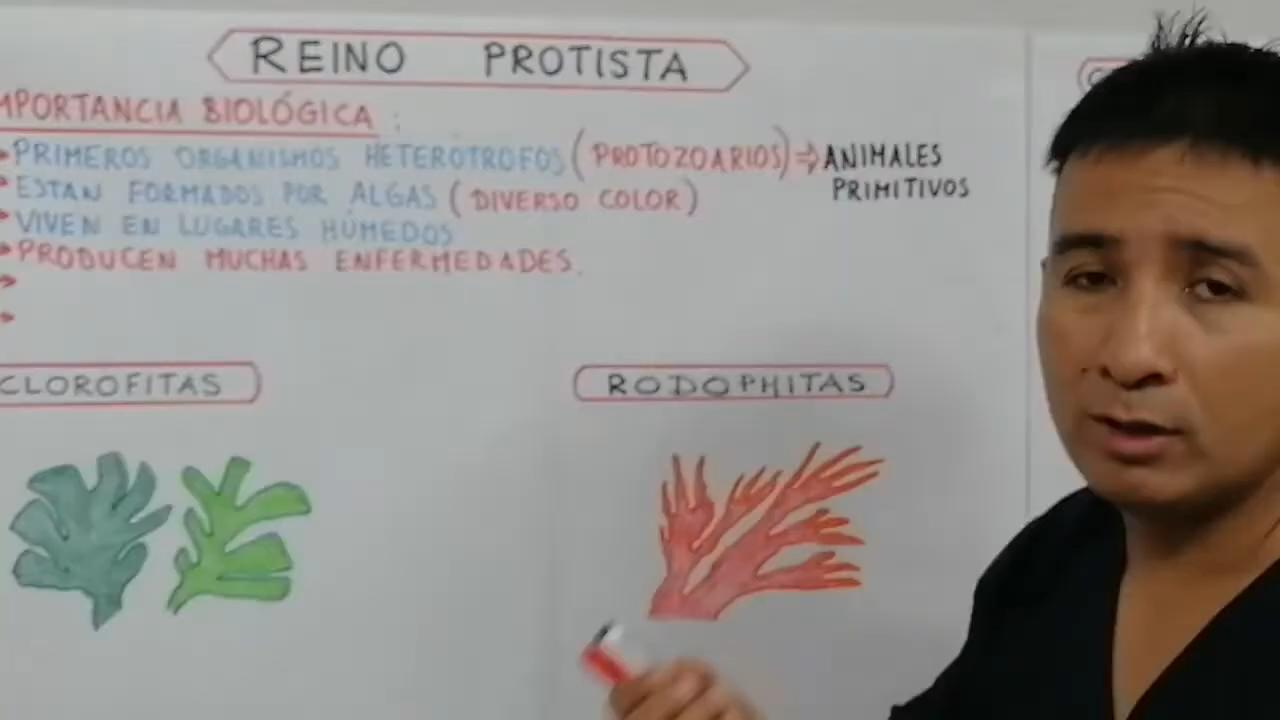 REINO PROTISTA
MPORTANCIA BIOLÓGICA :
PRIMEROS ORGANISMOS HETEROTROFOS (PROTOZOARIOS) ⇒ ANIMALES
PRIMITIVOS
ESTAN FORMADOS POR ALGAS (DIVERSO COLOR)
VIVEN EN LUGARES HÚMEDOS
PRODUCEN MUCHAS ENFERMEDADES.
CLOROFITAS
RODOPHITAS